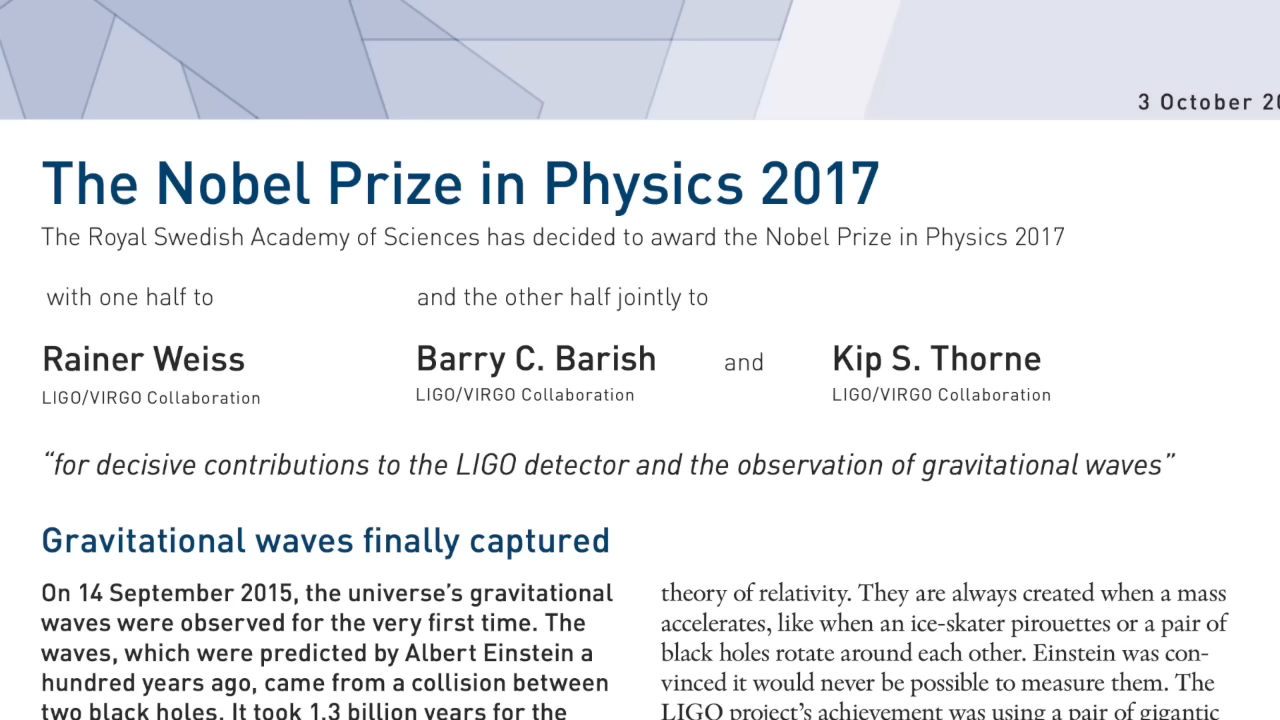 3 October 20
The Nobel Prize in Physics 2017
The Royal Swedish Academy of Sciences has decided to award the Nobel Prize in Physics 2017
with one half to
and the other half jointly to
Rainer Weiss
Barry C. Barish and Kip S. Thorne
LIGO/VIRGO Collaboration
LIGO/VIRGO Collaboration
LIGO/VIRGO Collaboration
“for decisive contributions to the LIGO detector and the observation of gravitational waves”
Gravitational waves finally captured
On 14 September 2015, the universe’s gravitational
waves were observed for the very first time. The
waves, which were predicted by Albert Einstein a
hundred years ago, came from a collision between
two black holes. It took 1.3 billion years for the
theory of relativity. They are always created when a mass
accelerates, like when an ice-skater pirouettes or a pair of
black holes rotate around each other. Einstein was con-
vinced it would never be possible to measure them. The
LIGO project’s achievement was using a pair of gigantic